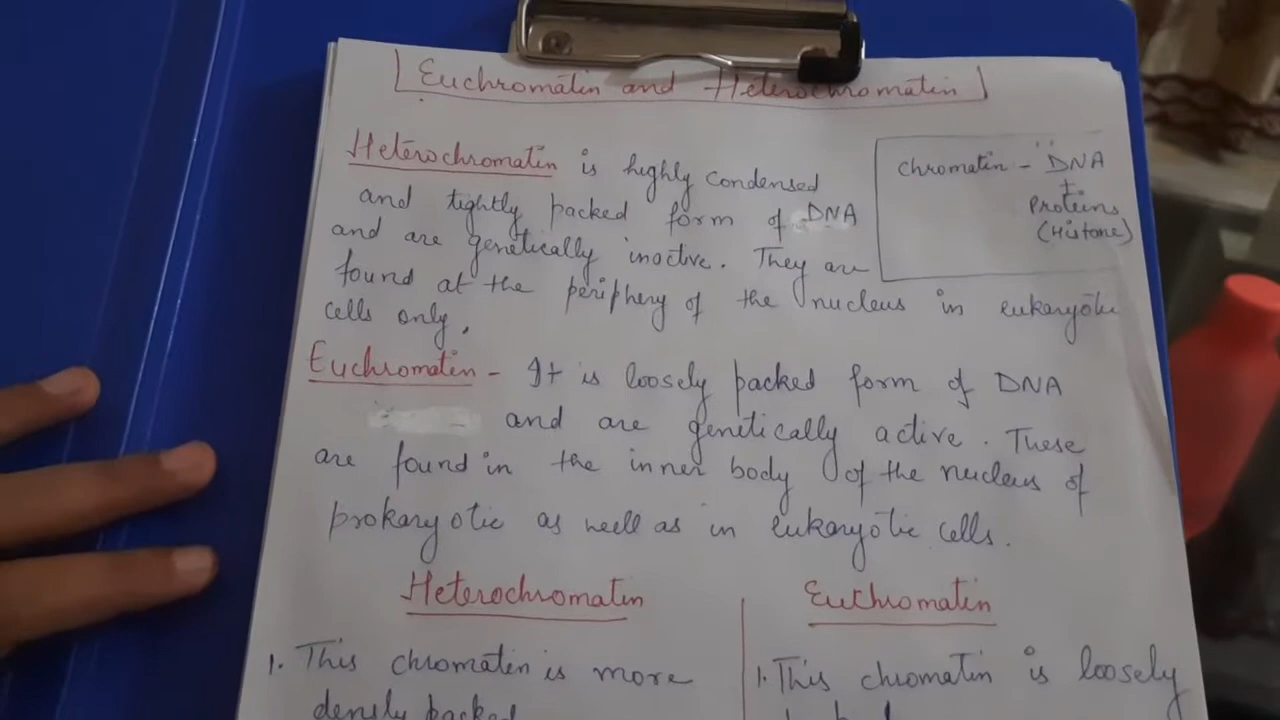 Euchromatin and Heterochromatin
Heterochromatin is highly condensed
and tightly packed form of DNA
and are genetically inactive. They are
found at the periphery of the nucleus in eukaryotic
cells only.
Chromatin - DNA
+
Proteins
(Histone)
Euchromatin - It is loosely packed form of DNA
and are genetically active. These
are found in the inner body of the nucleus of
prokaryotic as well as in eukaryotic cells.
Heterochromatin
Euchromatin
1. This chromatin is more
densly packed
1. This chromatin is loosely